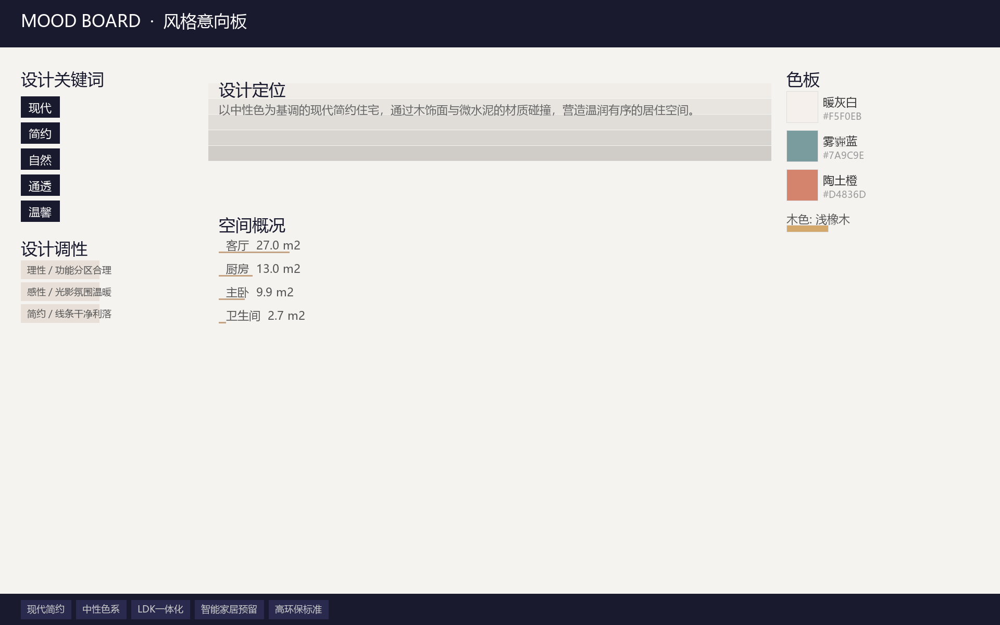 MOOD BOARD · 风格意向板
设计关键词
现代
简约
自然
通透
温馨
设计调性
理性 / 功能分区合理
感性 / 光影氛围温暖
简约 / 线条干净利落
设计定位
以中性色为基调的现代简约住宅，通过木饰面与微水泥的材质碰撞，营造温润有序的居住空间。
空间概况
客厅 27.0 m2
厨房 13.0 m2
主卧 9.9 m2
卫生间 2.7 m2
色板
暖灰白
#F5F0EB
雾蓝
#7A9C9E
陶土橙
#D4836D
木色: 浅橡木
现代简约
中性色系
LDK一体化
智能家居预留
高环保标准